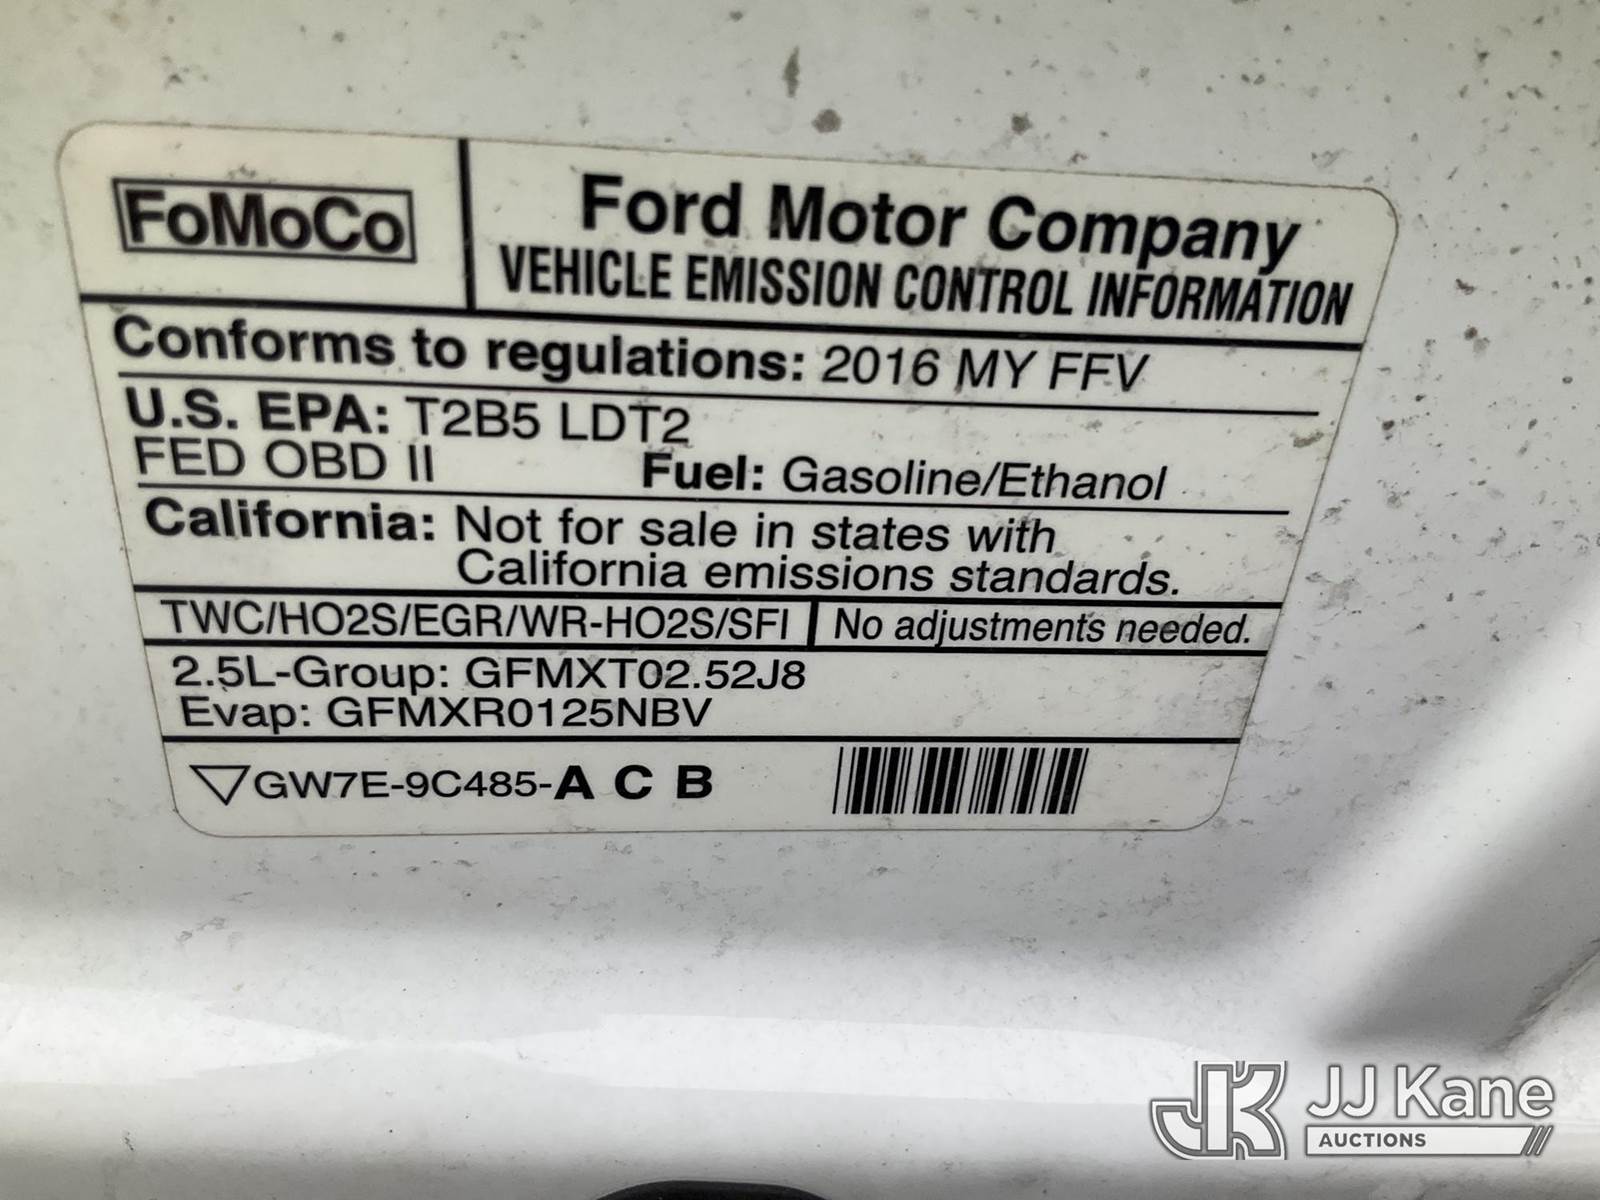 FoMoCo
Ford Motor Company
VEHICLE EMISSION CONTROL INFORMATION
Conforms to regulations: 2016 MY FFV
U.S. EPA: T2B5 LDT2
FED OBD II Fuel: Gasoline/Ethanol
California: Not for sale in states with
California emissions standards.
TWC/HO2S/EGR/WR-HO2S/SFI No adjustments needed.
2.5L-Group: GFMXT02.52J8
Evap: GFMXR0125NBV
GW7E-9C485-A C B
JK JJ Kane
AUCTIONS